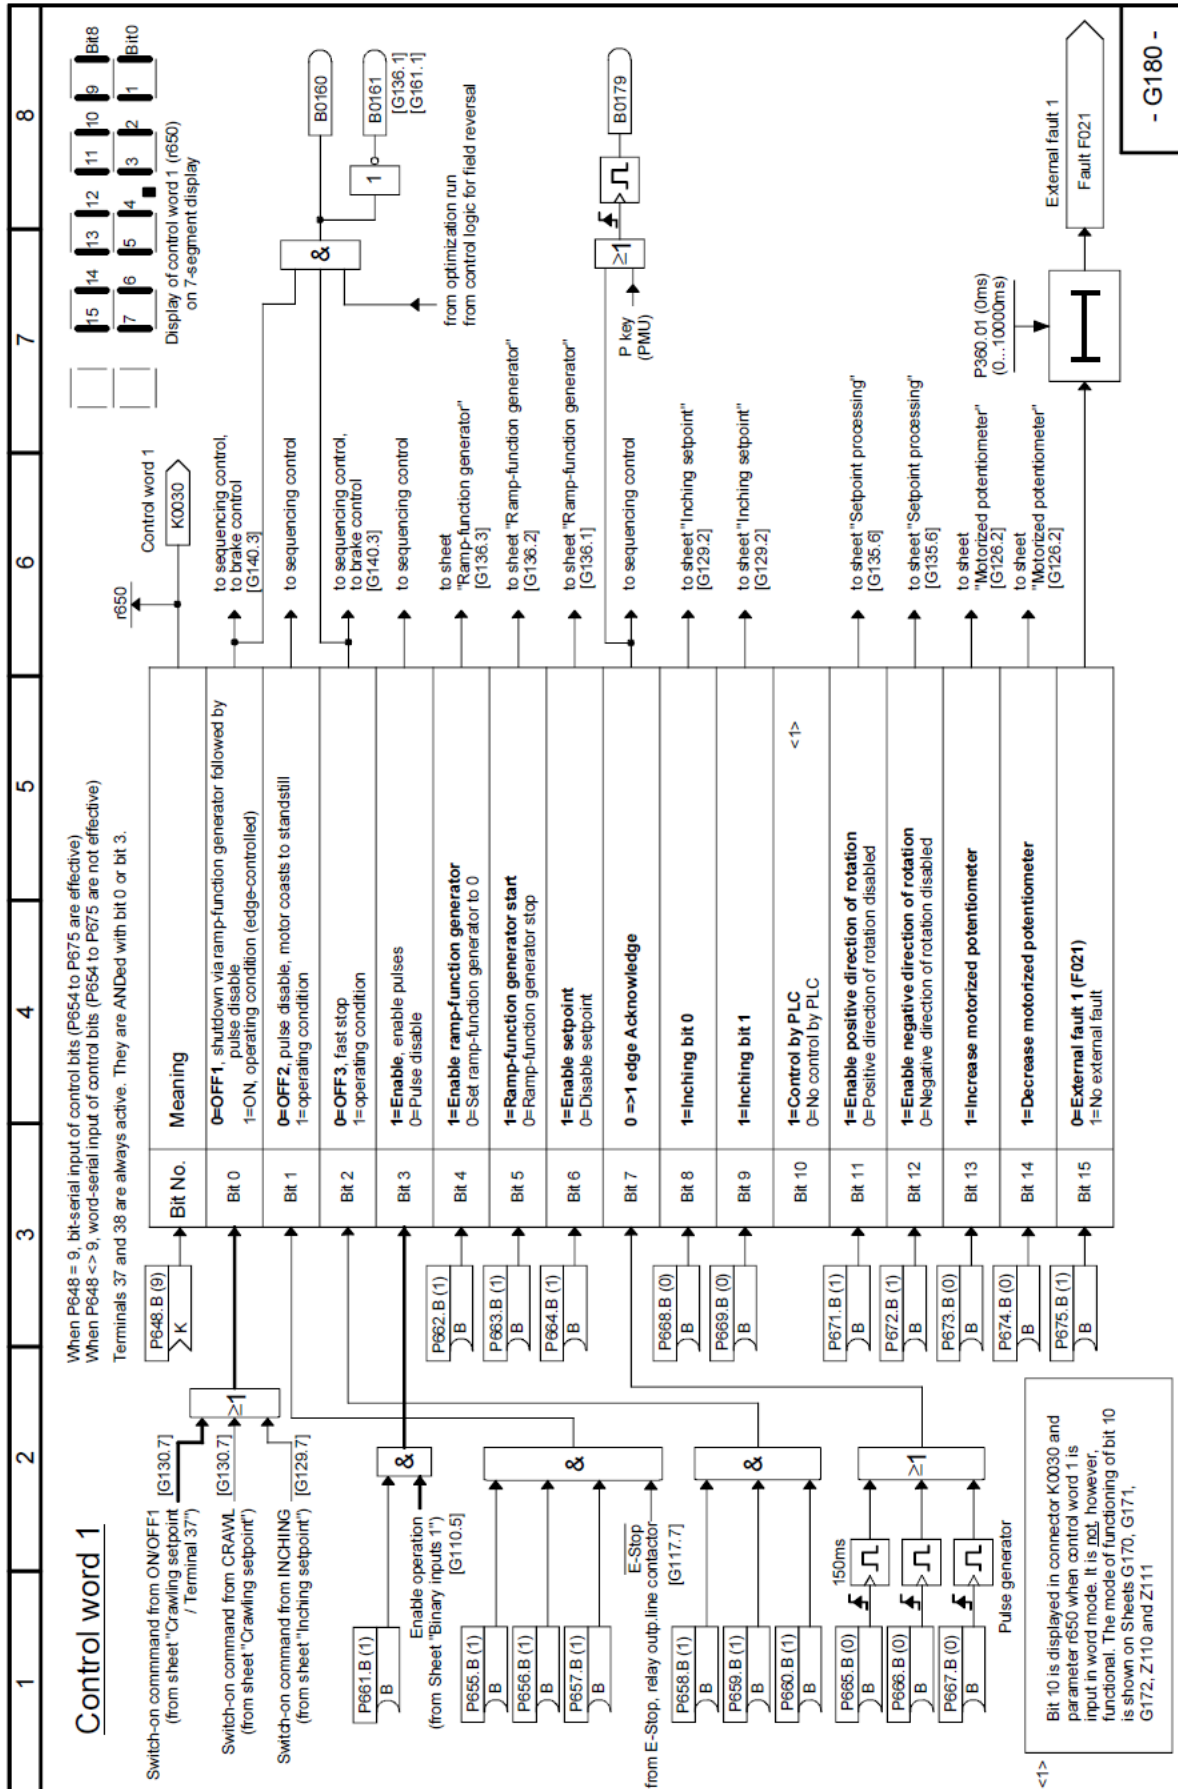 1 2 3 4 5 6 7 8
Control word 1
When P648 = 9, bit-serial input of control bits (P654 to P675 are effective)
When P648 <> 9, word-serial input of control bits (P654 to P675 are not effective)
Terminals 37 and 38 are always active. They are ANDed with bit 0 or bit 3.
Bit8
9
10
11
12
13
14
15
Bit0
1
2
3
4
5
6
7
Display of control word 1 (r650)
on 7-segment display
Switch-on command from ON/OFF1
(from sheet "Crawling setpoint
/ Terminal 37")
[G130.7]
Switch-on command from CRAWL
(from sheet "Crawling setpoint")
[G130.7]
Switch-on command from INCHING
(from sheet "Inching setpoint")
[G129.7]
≥1
P648.B (9)
K
r650
Control word 1
K0030
Bit No. Meaning
Bit 0
0=OFF1, shutdown via ramp-function generator followed by
pulse disable
1=ON, operating condition (edge-controlled)
to sequencing control,
to brake control
[G140.3]
Bit 1
0=OFF2, pulse disable, motor coasts to standstill
1=operating condition
to sequencing control
Bit 2
0=OFF3, fast stop
1=operating condition
to sequencing control,
to brake control
[G140.3]
Bit 3
1=Enable, enable pulses
0=Pulse disable
to sequencing control
Bit 4
1=Enable ramp-function generator
0=Set ramp-function generator to 0
to sheet
"Ramp-function generator"
[G136.3]
Bit 5
1=Ramp-function generator start
0=Ramp-function generator stop
to sheet "Ramp-function generator"
[G136.2]
Bit 6
1=Enable setpoint
0=Disable setpoint
to sheet "Ramp-function generator"
[G136.1]
Bit 7
0 =>1 edge Acknowledge
to sequencing control
Bit 8
1=Inching bit 0
to sheet "Inching setpoint"
[G129.2]
Bit 9
1=Inching bit 1
to sheet "Inching setpoint"
[G129.2]
Bit 10
1=Control by PLC
0=No control by PLC
<1>
Bit 11
1=Enable positive direction of rotation
0=Positive direction of rotation disabled
to sheet "Setpoint processing"
[G135.6]
Bit 12
1=Enable negative direction of rotation
0=Negative direction of rotation disabled
to sheet "Setpoint processing"
[G135.6]
Bit 13
1=Increase motorized potentiometer
to sheet
"Motorized potentiometer"
[G126.2]
Bit 14
1=Decrease motorized potentiometer
to sheet
"Motorized potentiometer"
[G126.2]
Bit 15
0=External fault 1 (F021)
1=No external fault
P661.B (1)
B
Enable operation
(from Sheet "Binary inputs 1")
[G110.5]
&
P655.B (1)
B
P656.B (1)
B
P657.B (1)
B
&
from E-Stop, relay outp.line contactor
E-Stop
[G117.7]
P658.B (1)
B
P659.B (1)
B
P660.B (1)
B
&
P665.B (0)
B
P666.B (0)
B
P667.B (0)
B
150ms
Pulse generator
≥1
P662.B (1)
B
P663.B (1)
B
P664.B (1)
B
P668.B (0)
B
P669.B (0)
B
P671.B (1)
B
P672.B (1)
B
P673.B (0)
B
P674.B (0)
B
P675.B (1)
B
&
from optimization run
from control logic for field reversal
B0160
1
B0161
[G136.1]
[G161.1]
P key
(PMU)
≥1
B0179
P360.01 (0ms)
(0...10000ms)
External fault 1
Fault F021
<1>
Bit 10 is displayed in connector K0030 and
parameter r650 when control word 1 is
input in word mode. It is not, however,
functional. The mode of functioning of bit 10
is shown on Sheets G170, G171,
G172, Z110 and Z111
- G180 -